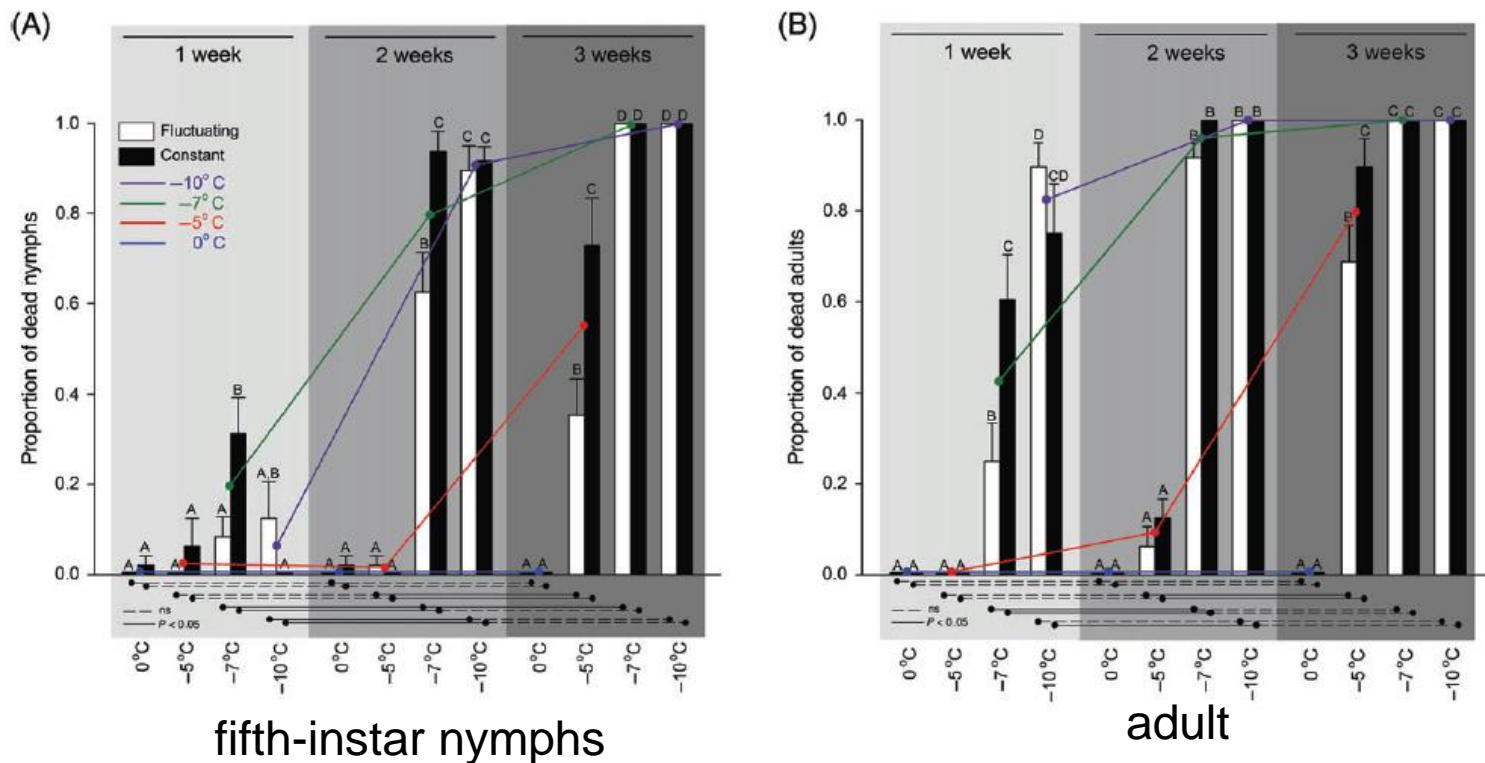 (A)
1 week 2 weeks 3 weeks
D D D D
1.0
Fluctuating
Constant
−10° C
−7° C
−5° C
0° C
C C C
0.8
C
B
0.6
Proportion of dead nymphs
0.4
B
B
0.2
A,B
A
A
A A A A
0.0
A A A A A A A A
ns
P < 0.05
0°C −5°C −7°C −10°C 0°C −5°C −7°C −10°C 0°C −5°C −7°C −10°C
fifth-instar nymphs
(B)
1 week 2 weeks 3 weeks
B B B C C C C
1.0
D B C
CD
0.8
B
C
0.6
Proportion of dead adults
0.4
B
0.2
A
A
0.0
A A A A A A A A
ns
P < 0.05
0°C −5°C −7°C −10°C 0°C −5°C −7°C −10°C 0°C −5°C −7°C −10°C
adult